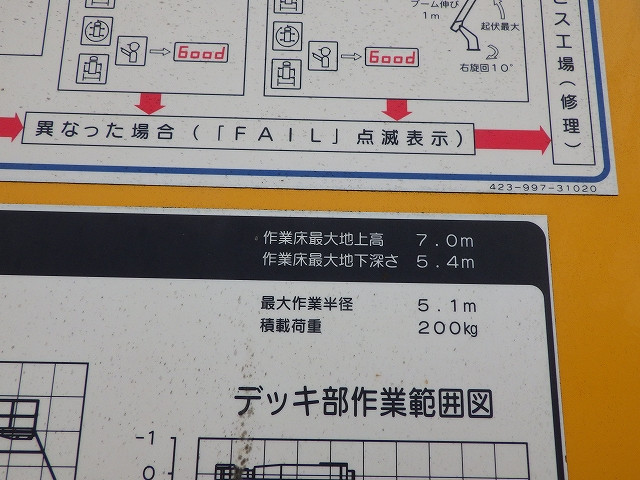 ブーム伸び
1m
起伏最大
右旋回10°
Good
Good
ビス工場(修理)
異なった場合(「FAIL」点滅表示)
423-997-31020
作業床最大地上高 7.0m
作業床最大地下深さ 5.4m
最大作業半径 5.1m
積載荷重 200kg
デッキ部作業範囲図
-1
0